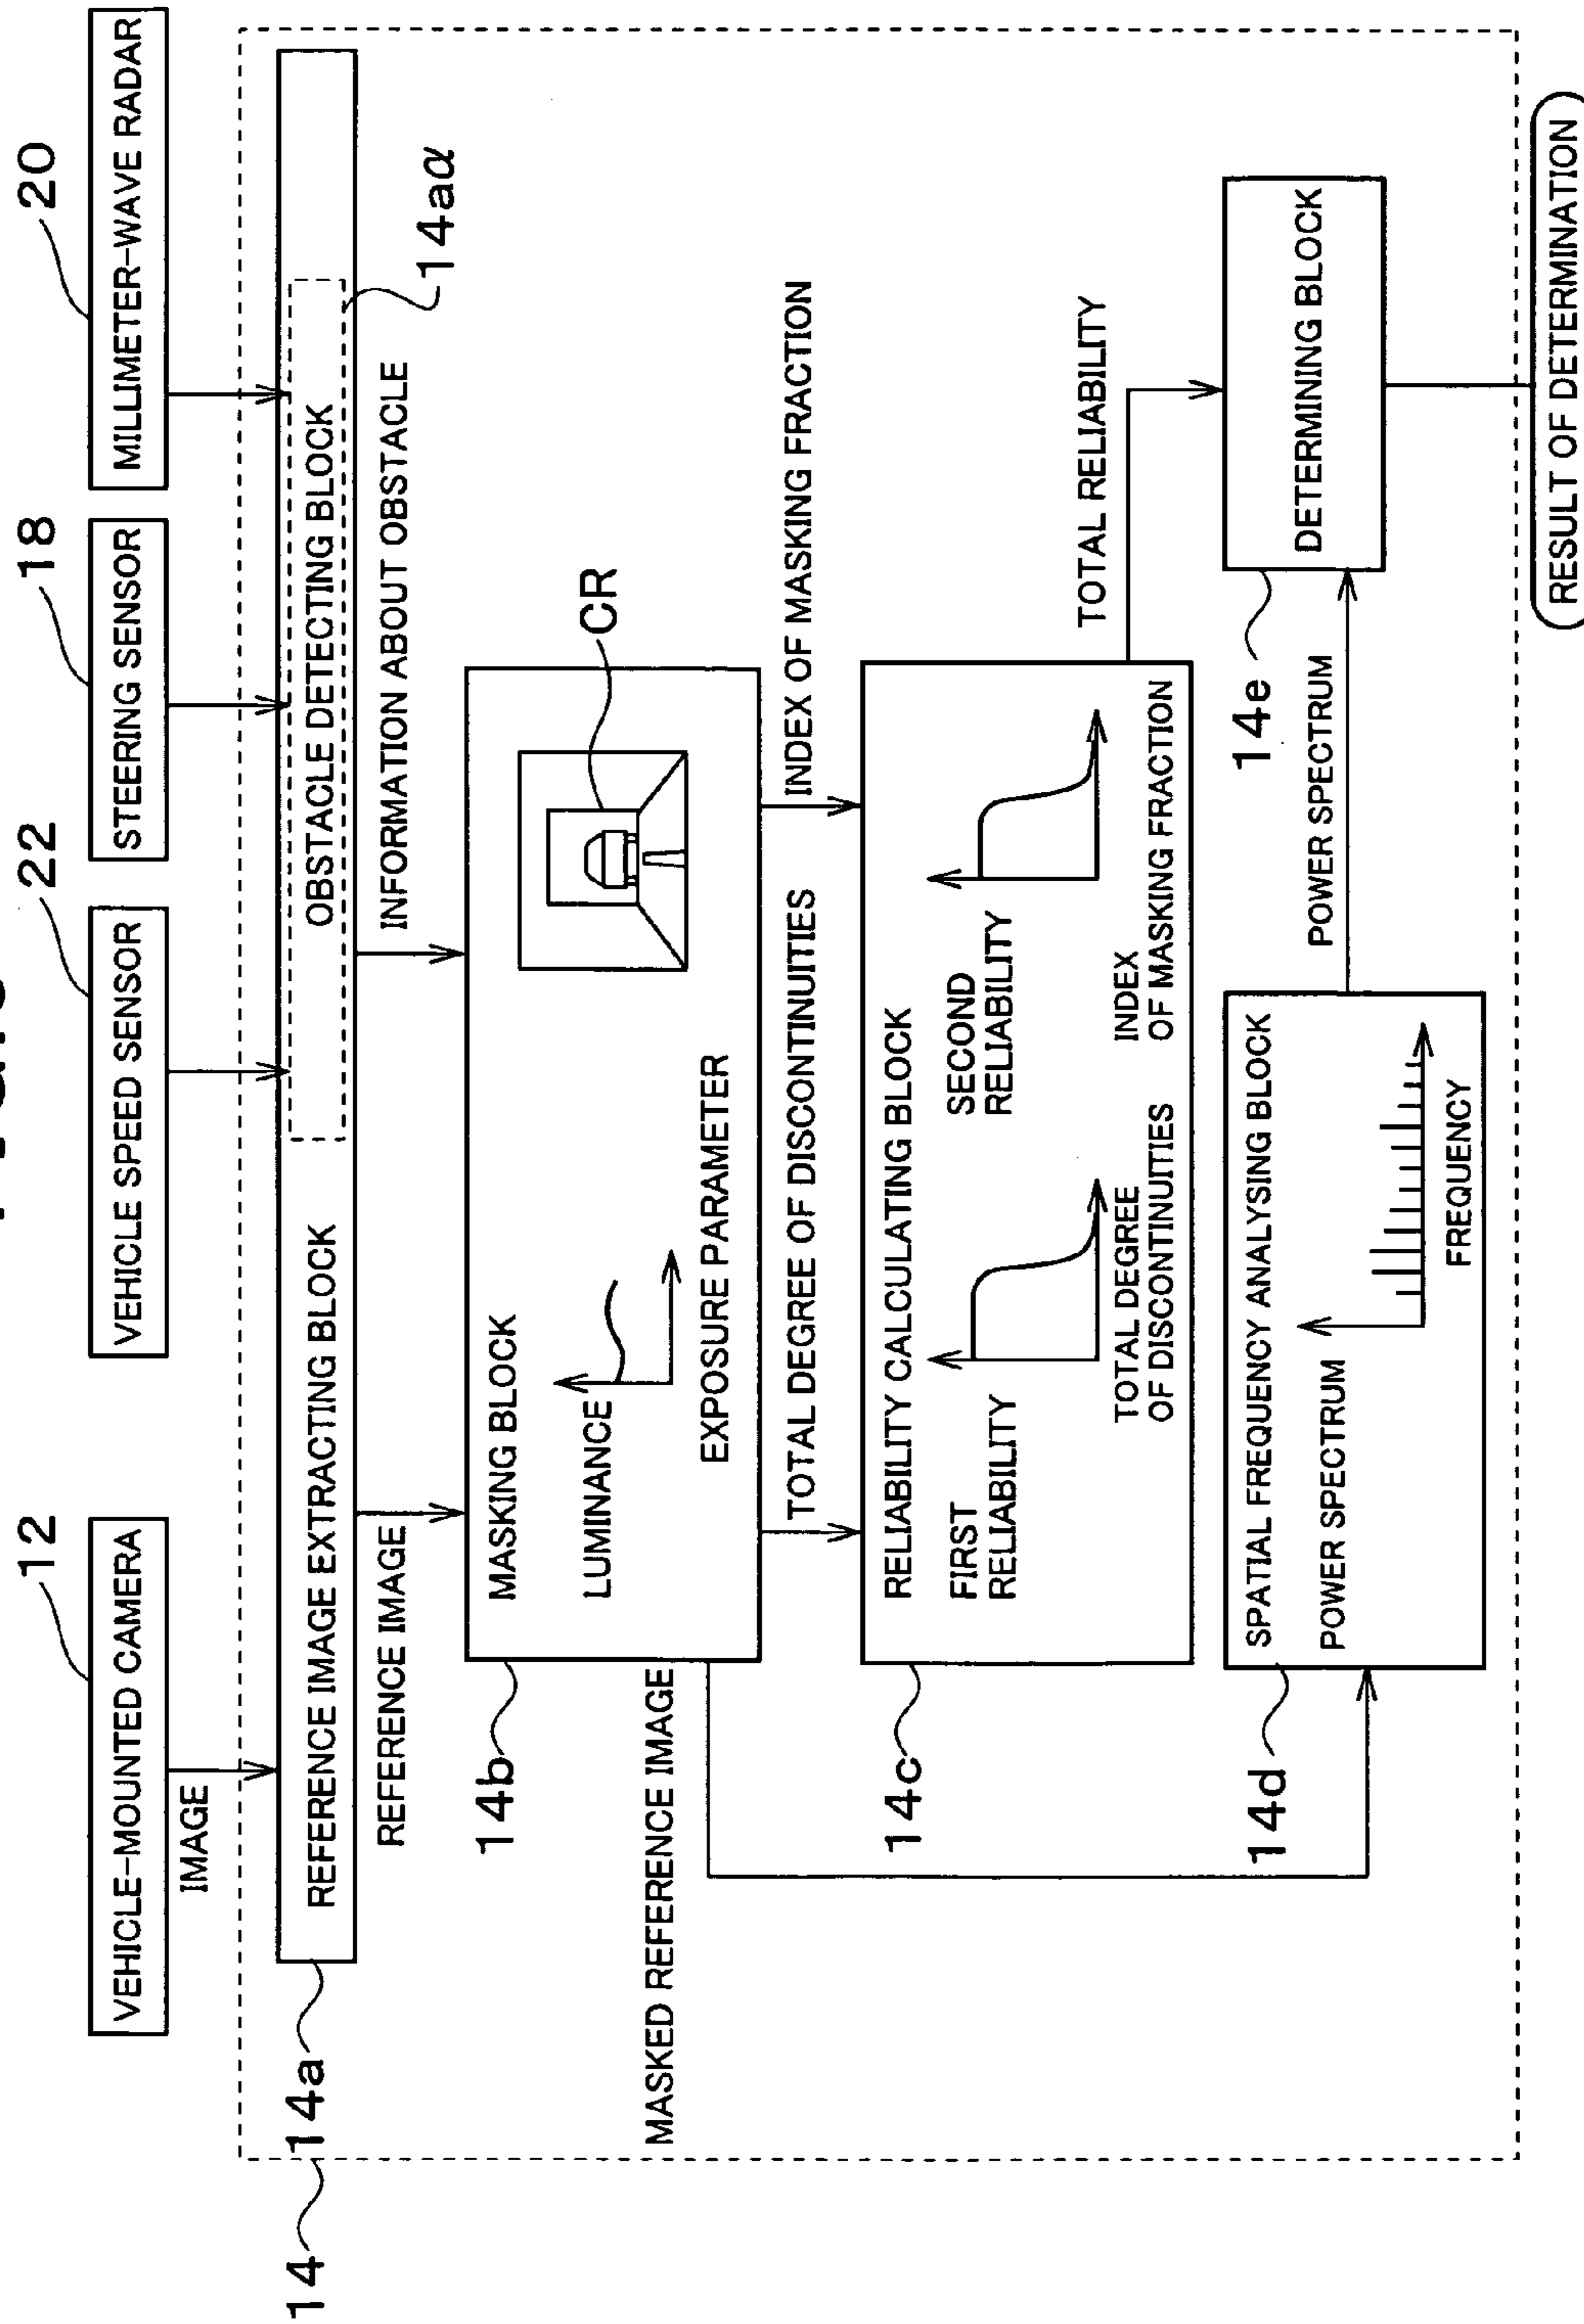 12
22
18
20
VEHICLE-MOUNTED CAMERA
VEHICLE SPEED SENSOR
STEERING SENSOR
MILLIMETER-WAVE RADAR
IMAGE
14
14a
REFERENCE IMAGE EXTRACTING BLOCK
OBSTACLE DETECTING BLOCK
14aα
REFERENCE IMAGE
INFORMATION ABOUT OBSTACLE
14b
MASKING BLOCK
LUMINANCE
EXPOSURE PARAMETER
CR
MASKED REFERENCE IMAGE
TOTAL DEGREE OF DISCONTINUITIES
INDEX OF MASKING FRACTION
14c
RELIABILITY CALCULATING BLOCK
FIRST
RELIABILITY
TOTAL DEGREE
OF DISCONTINUITIES
SECOND
RELIABILITY
INDEX
OF MASKING FRACTION
TOTAL RELIABILITY
14d
SPATIAL FREQUENCY ANALYSING BLOCK
POWER SPECTRUM
FREQUENCY
POWER SPECTRUM
14e
DETERMINING BLOCK
RESULT OF DETERMINATION